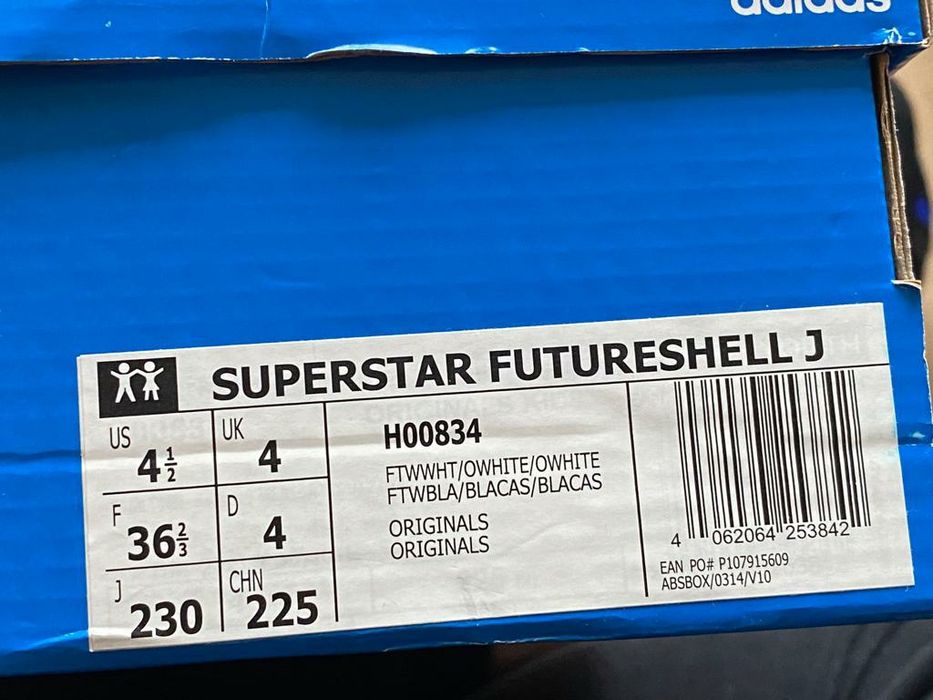 adidas
SUPERSTAR FUTURESHELL J
US 4½
UK 4
F 36⅔
D 4
J 230
CHN 225
H00834
FTWWHT/OWHITE/OWHITE
FTWBLA/BLACAS/BLACAS
ORIGINALS
ORIGINALS
4 062064 253842
EAN PO# P107915609
ABSBOX/0314/V10